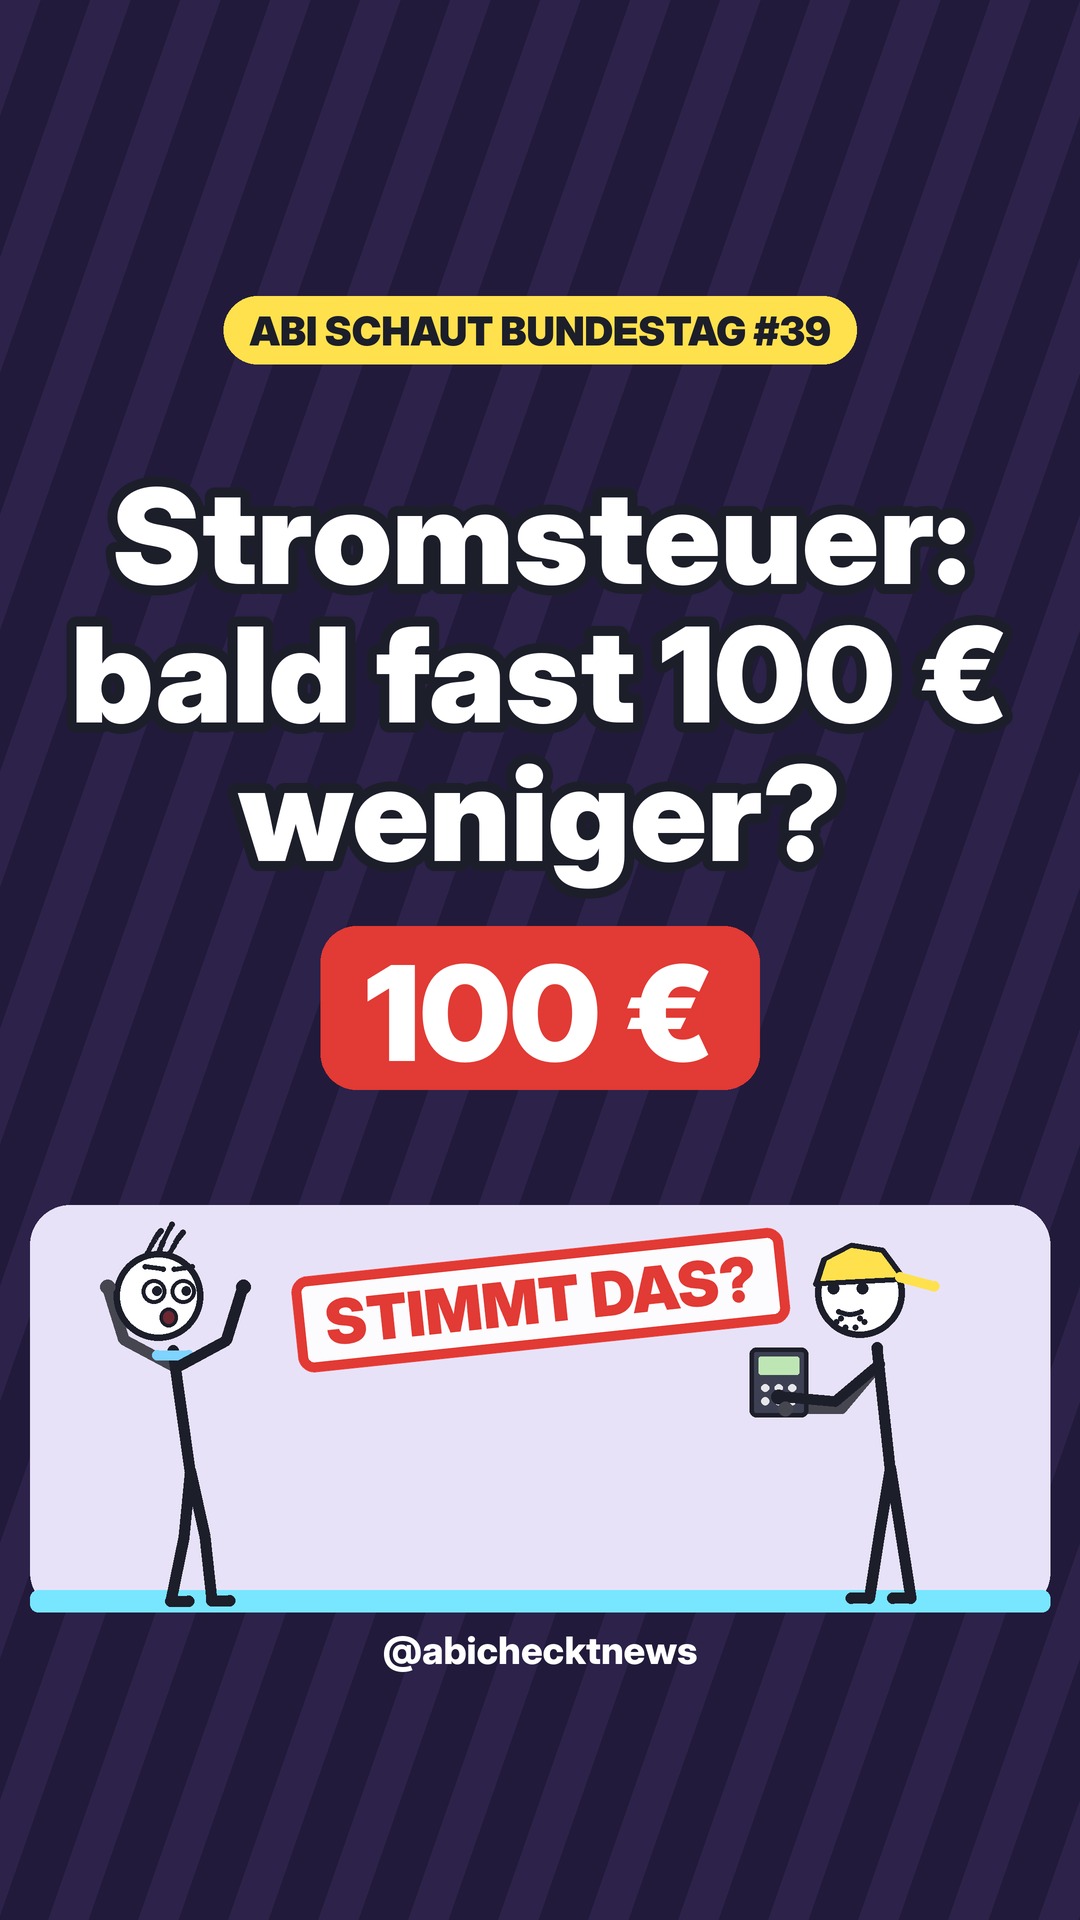 ABI SCHAUT BUNDESTAG #39
Stromsteuer:
bald fast 100 €
weniger?
100 €
STIMMT DAS?
@abichecktnews